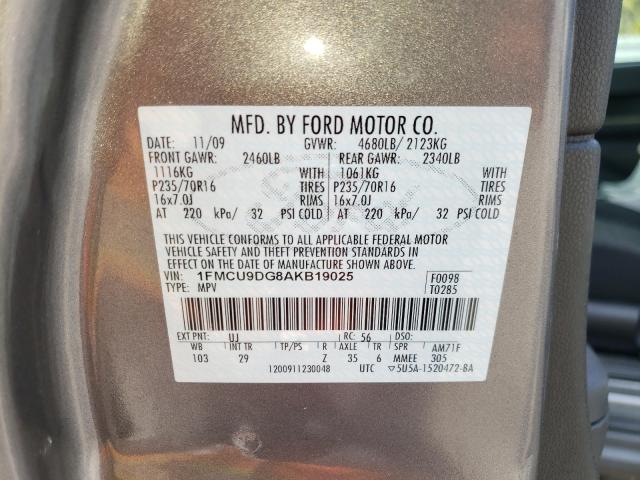 MFD. BY FORD MOTOR CO.
DATE: 11/09 GVWR: 4680LB/ 2123KG
FRONT GAWR: 2460LB REAR GAWR: 2340LB
1116KG WITH 1061KG WITH
P235/70R16 TIRES P235/70R16 TIRES
16x7.0J RIMS 16x7.0J RIMS
AT 220 kPa/ 32 PSI COLD AT 220 kPa/ 32 PSI COLD
THIS VEHICLE CONFORMS TO ALL APPLICABLE FEDERAL MOTOR
VEHICLE SAFETY AND THEFT PREVENTION STANDARDS IN EFFECT
ON THE DATE OF MANUFACTURE SHOWN ABOVE.
VIN: 1FMCU9DG8AKB19025 F0098
TYPE: MPV T0285
EXT PNT: UJ RC: 56 DSO:
WB INT TR TP/PS R AXLE TR SPR AM71F
103 29 Z 35 6 MMEE 305
1200911230048 UTC ▽5U5A-1520472-BA